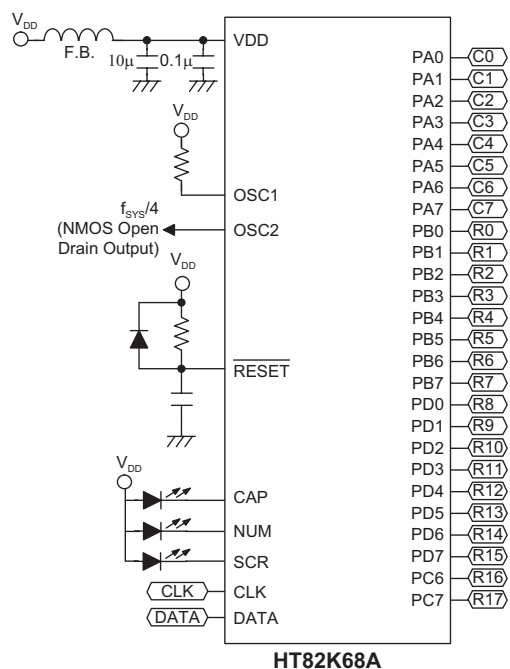 VDD
F.B.
10μ
0.1μ
VDD
VDD
OSC1
fSYS/4
(NMOS Open
Drain Output)
OSC2
VDD
RESET
VDD
CAP
NUM
SCR
CLK CLK
DATA DATA
PA0 C0
PA1 C1
PA2 C2
PA3 C3
PA4 C4
PA5 C5
PA6 C6
PA7 C7
PB0 R0
PB1 R1
PB2 R2
PB3 R3
PB4 R4
PB5 R5
PB6 R6
PB7 R7
PD0 R8
PD1 R9
PD2 R10
PD3 R11
PD4 R12
PD5 R13
PD6 R14
PD7 R15
PC6 R16
PC7 R17
HT82K68A